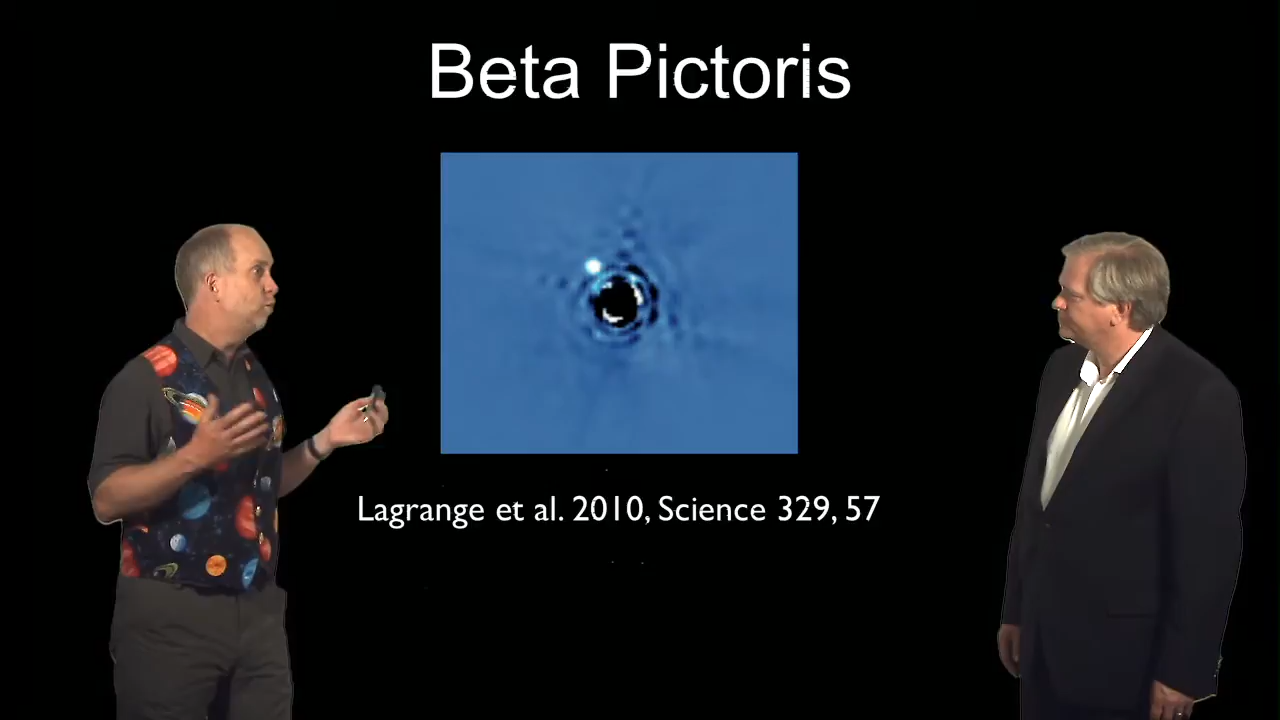 Beta Pictoris
Lagrange et al. 2010, Science 329, 57